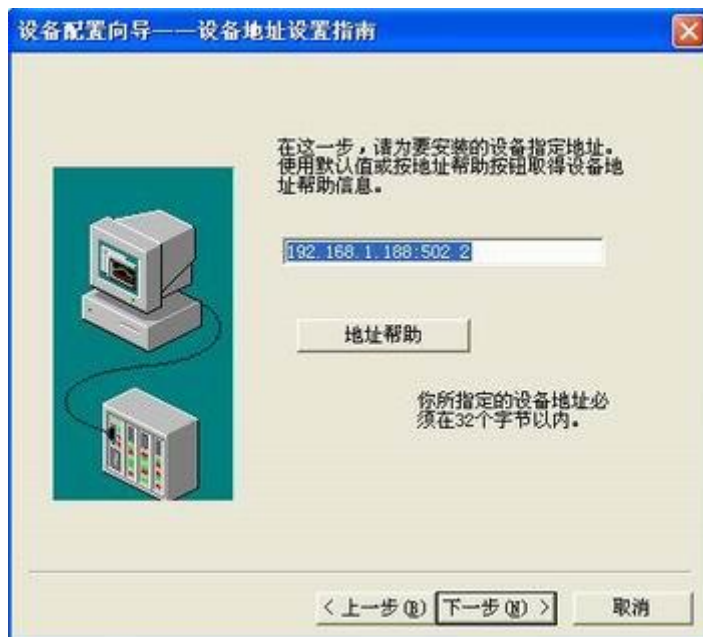 设备配置向导——设备地址设置指南
在这一步，请为要安装的设备指定地址。
使用默认值或按地址帮助按钮取得设备地
址帮助信息。
192.168.1.188:502 2
地址帮助
你所指定的设备地址必
须在32个字节以内。
< 上一步(B) 下一步(N) > 取消